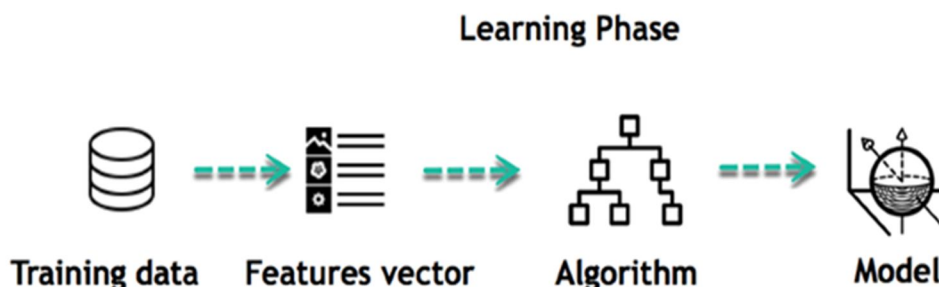 Learning Phase
Training data
Features vector
Algorithm
Model